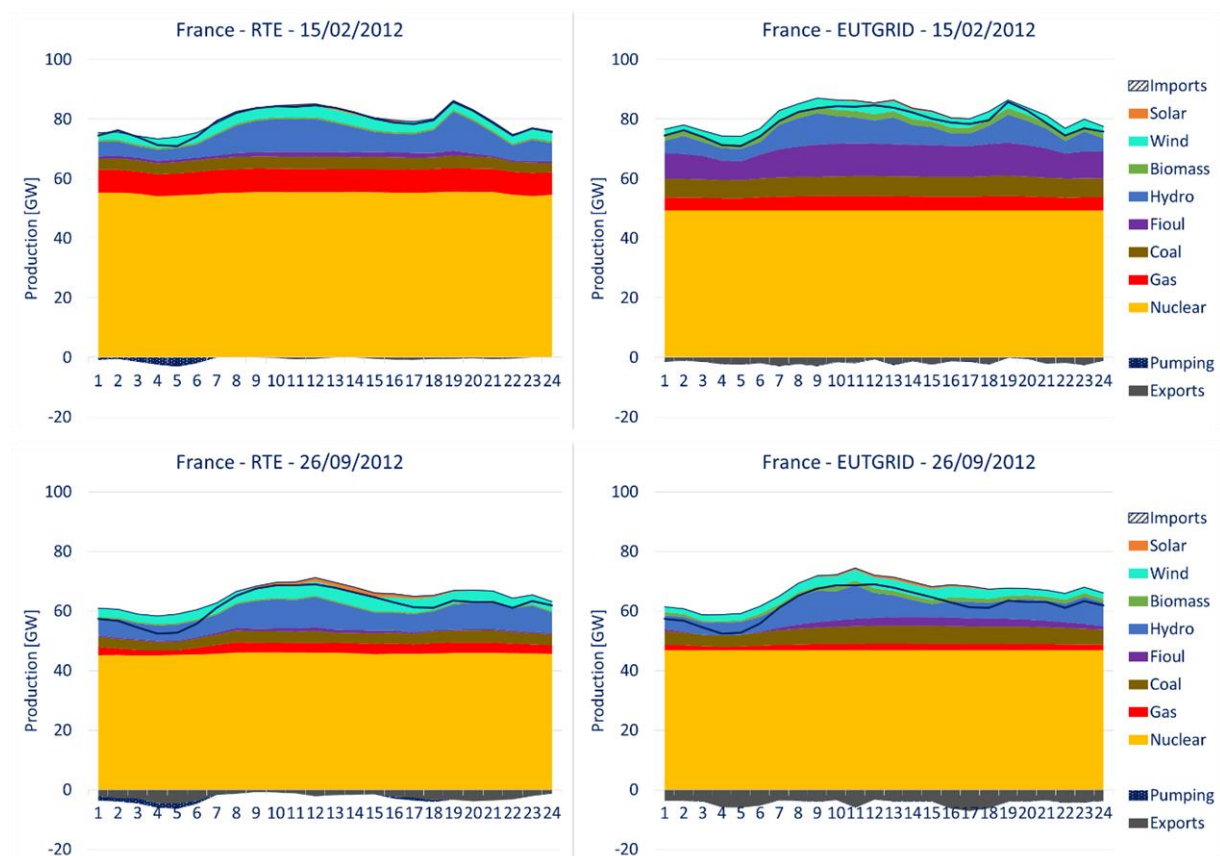 France - RTE - 15/02/2012
100
80
60
40
20
0
-20
Production [GW]
1 2 3 4 5 6 7 8 9 10 11 12 13 14 15 16 17 18 19 20 21 22 23 24
France - EUTGRID - 15/02/2012
100
80
60
40
20
0
-20
Production [GW]
1 2 3 4 5 6 7 8 9 10 11 12 13 14 15 16 17 18 19 20 21 22 23 24
Imports
Solar
Wind
Biomass
Hydro
Fioul
Coal
Gas
Nuclear
Pumping
Exports
France - RTE - 26/09/2012
100
80
60
40
20
0
-20
Production [GW]
1 2 3 4 5 6 7 8 9 10 11 12 13 14 15 16 17 18 19 20 21 22 23 24
France - EUTGRID - 26/09/2012
100
80
60
40
20
0
-20
Production [GW]
1 2 3 4 5 6 7 8 9 10 11 12 13 14 15 16 17 18 19 20 21 22 23 24
Imports
Solar
Wind
Biomass
Hydro
Fioul
Coal
Gas
Nuclear
Pumping
Exports